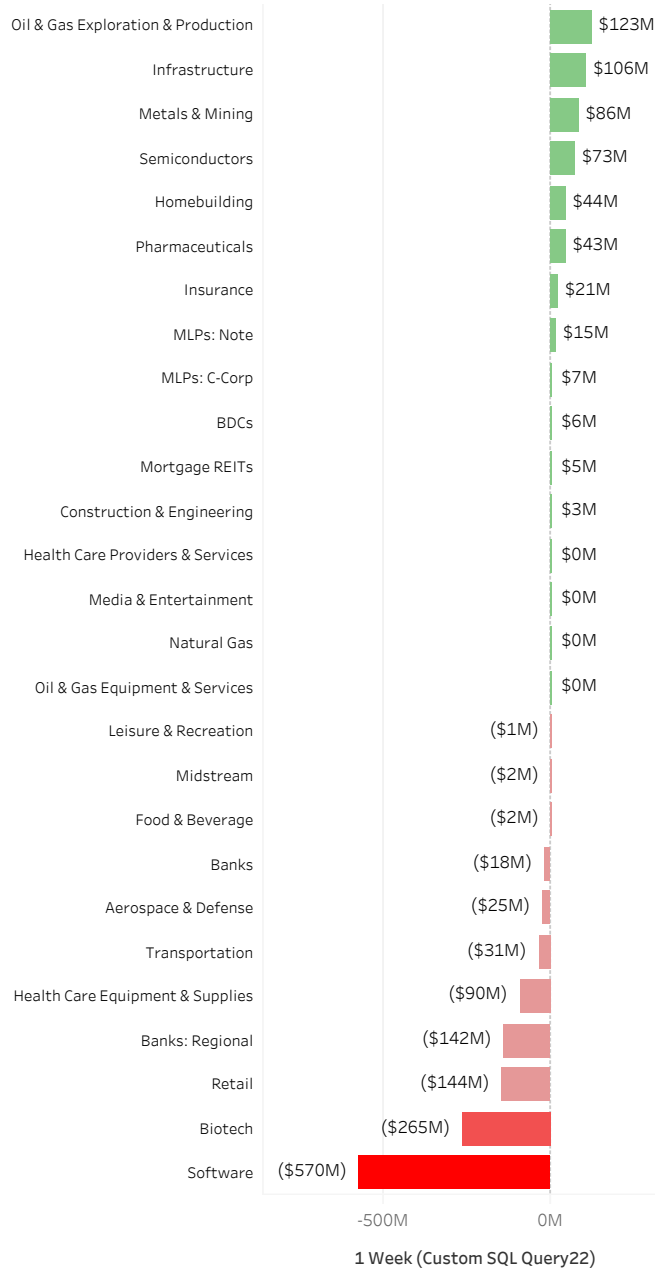 Oil & Gas Exploration & Production $123M
Infrastructure $106M
Metals & Mining $86M
Semiconductors $73M
Homebuilding $44M
Pharmaceuticals $43M
Insurance $21M
MLPs: Note $15M
MLPs: C-Corp $7M
BDCs $6M
Mortgage REITs $5M
Construction & Engineering $3M
Health Care Providers & Services $0M
Media & Entertainment $0M
Natural Gas $0M
Oil & Gas Equipment & Services $0M
Leisure & Recreation ($1M)
Midstream ($2M)
Food & Beverage ($2M)
Banks ($18M)
Aerospace & Defense ($25M)
Transportation ($31M)
Health Care Equipment & Supplies ($90M)
Banks: Regional ($142M)
Retail ($144M)
Biotech ($265M)
Software ($570M)
-500M 0M
1 Week (Custom SQL Query22)